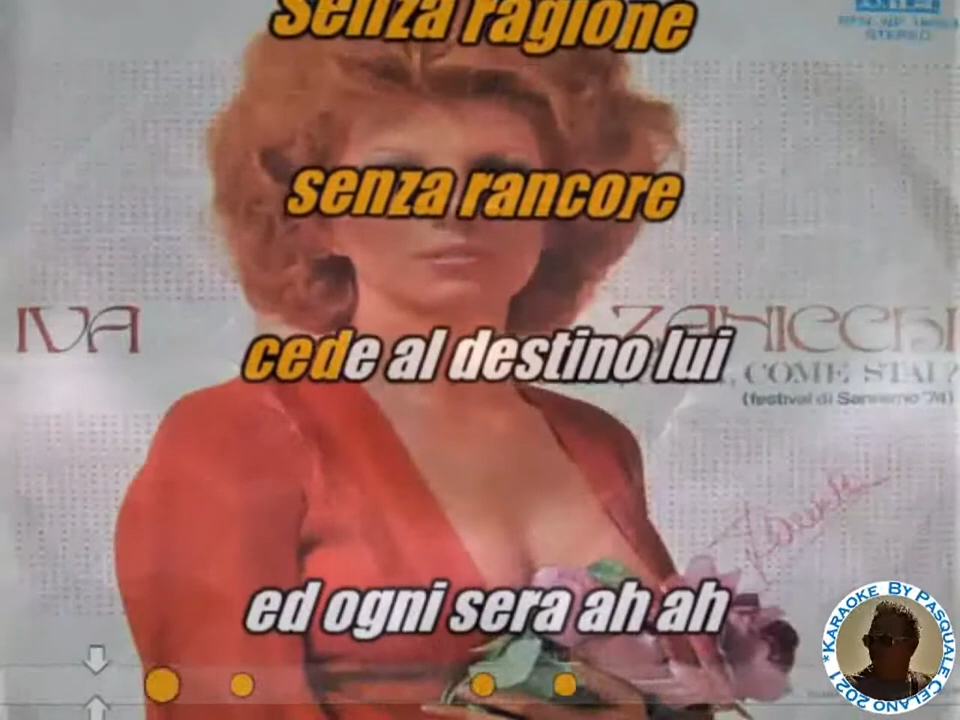 Senza ragione
STEREO
senza rancore
IVA ZANICCHI
cede al destino lui
, COME STAI?
(festival di Sanremo '74)
ed ogni sera ah ah
*KARAOKE BY PASQUALE CELANO 2021